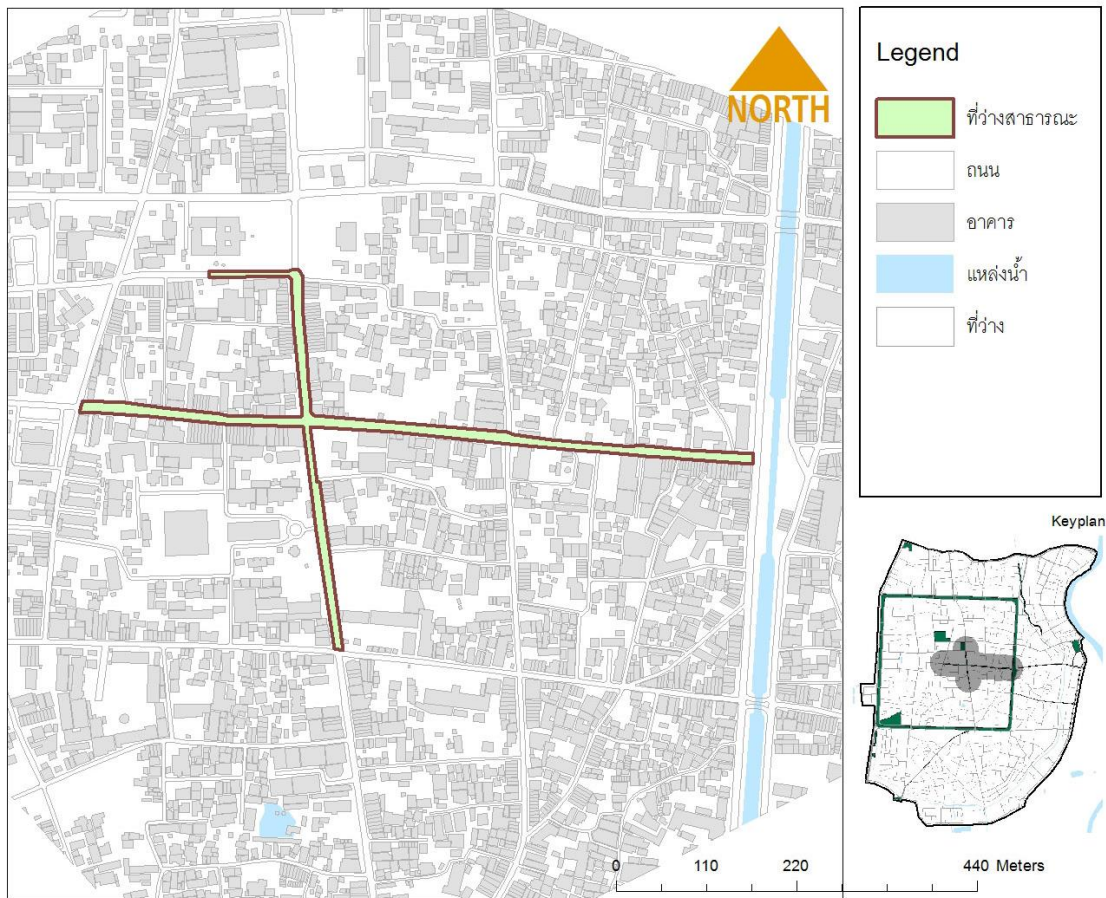 NORTH
Legend
ที่ว่างสาธารณะ
ถนน
อาคาร
แหล่งน้ำ
ที่ว่าง
Keyplan
0 110 220 440 Meters